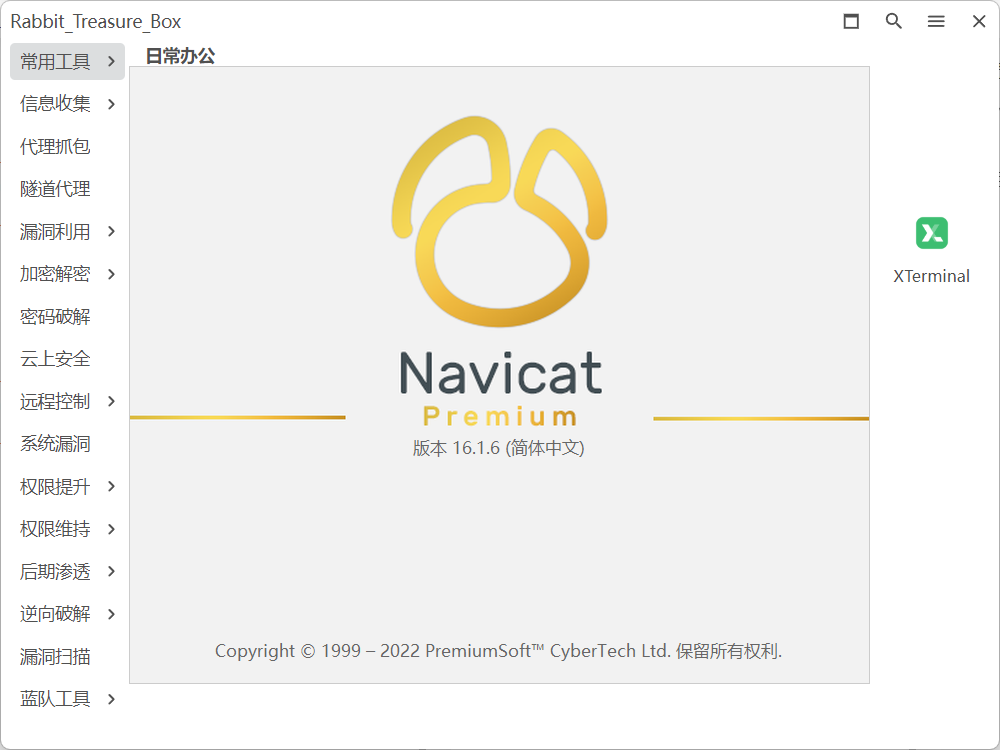 Rabbit_Treasure_Box
常用工具
日常办公
信息收集
代理抓包
隧道代理
漏洞利用
加密解密
密码破解
云上安全
远程控制
系统漏洞
权限提升
权限维持
后期渗透
逆向破解
漏洞扫描
蓝队工具
Navicat
Premium
版本 16.1.6 (简体中文)
Copyright © 1999 – 2022 PremiumSoft™ CyberTech Ltd. 保留所有权利.
XTerminal